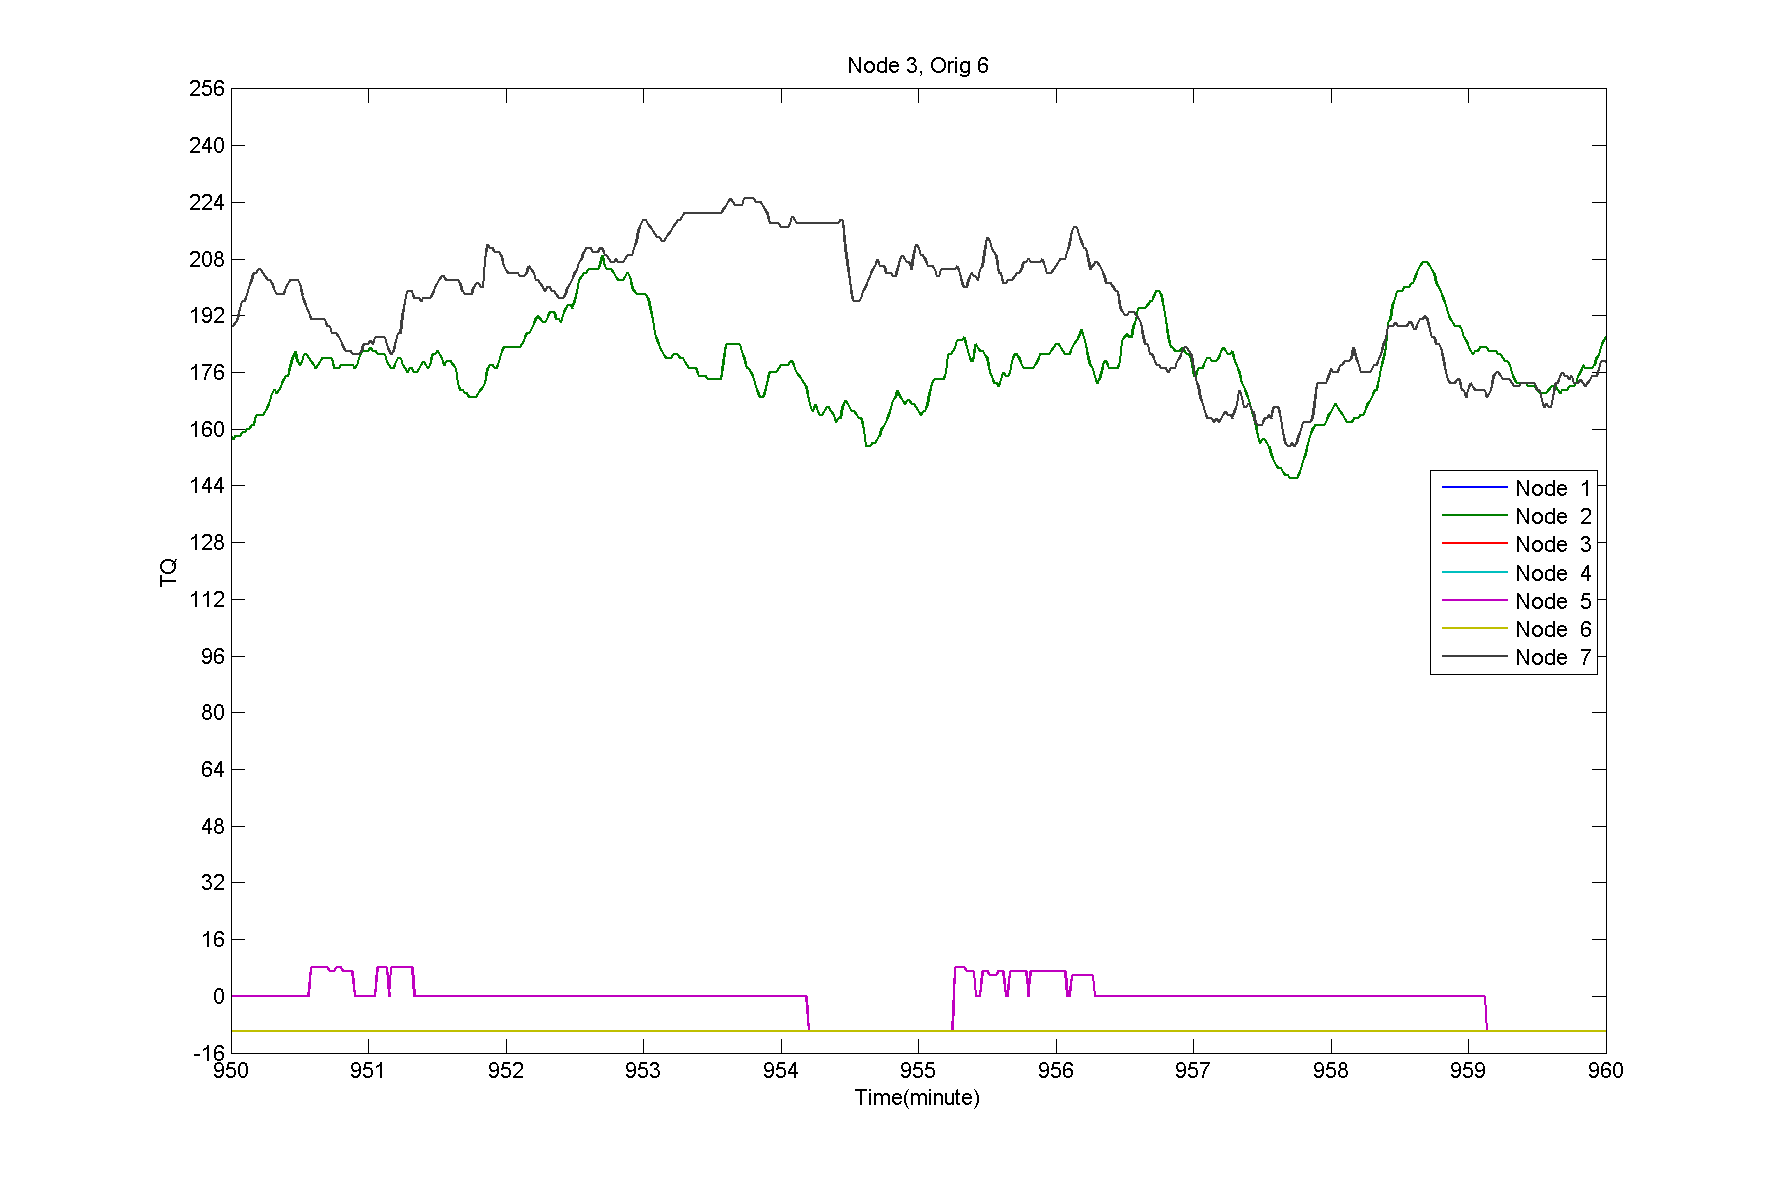 Node 3, Orig 6
256
240
224
208
192
176
160
144
128
112
96
80
64
48
32
16
0
-16
TQ
Node 1
Node 2
Node 3
Node 4
Node 5
Node 6
Node 7
950 951 952 953 954 955 956 957 958 959 960
Time(minute)